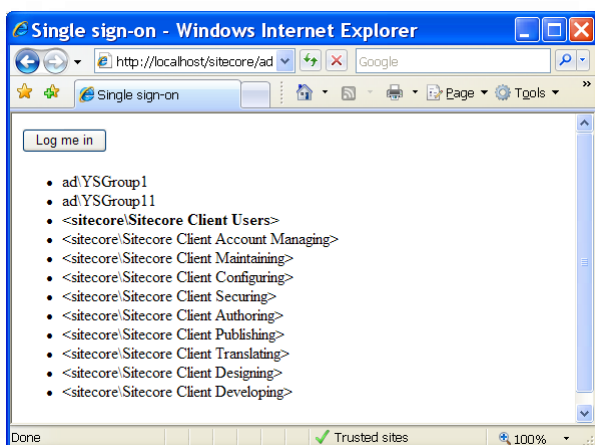 Single sign-on - Windows Internet Explorer
http://localhost/sitecore/ad
Google
Single sign-on
Page
Tools
»
Log me in
• ad\YSGroup1
• ad\YSGroup11
• <sitecore\Sitecore Client Users>
• <sitecore\Sitecore Client Account Managing>
• <sitecore\Sitecore Client Maintaining>
• <sitecore\Sitecore Client Configuring>
• <sitecore\Sitecore Client Securing>
• <sitecore\Sitecore Client Authoring>
• <sitecore\Sitecore Client Publishing>
• <sitecore\Sitecore Client Translating>
• <sitecore\Sitecore Client Designing>
• <sitecore\Sitecore Client Developing>
Done
Trusted sites
100%